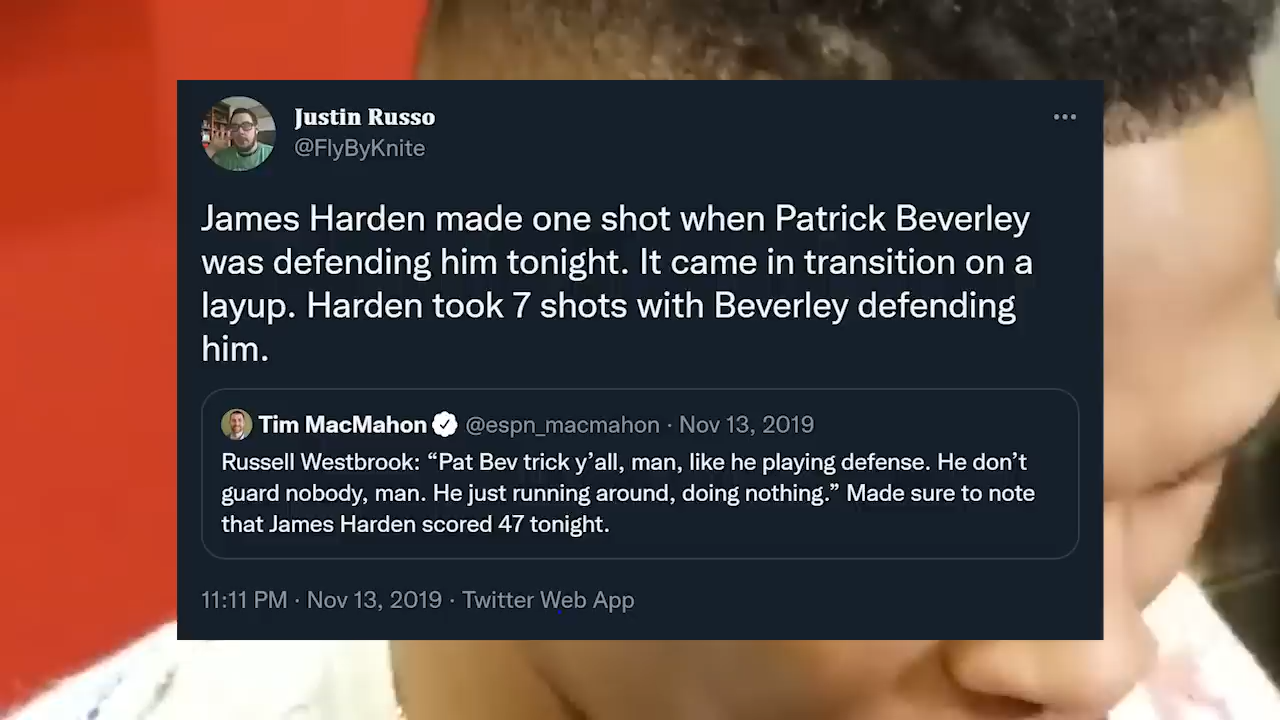 Justin Russo
@FlyByKnite
James Harden made one shot when Patrick Beverley
was defending him tonight. It came in transition on a
layup. Harden took 7 shots with Beverley defending
him.
Tim MacMahon @espn_macmahon · Nov 13, 2019
Russell Westbrook: “Pat Bev trick y’all, man, like he playing defense. He don’t
guard nobody, man. He just running around, doing nothing.” Made sure to note
that James Harden scored 47 tonight.
11:11 PM · Nov 13, 2019 · Twitter Web App